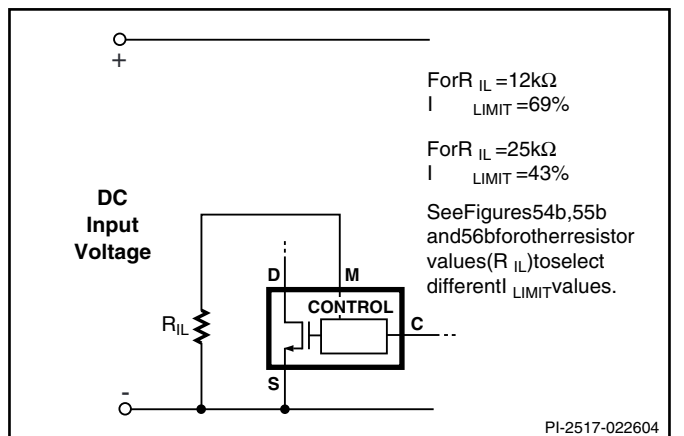 +
ForR IL =12kΩ
I LIMIT =69%
ForR IL =25kΩ
I LIMIT =43%
SeeFigures54b,55b
and56bforotherresistor
values(R IL)toselect
differentI LIMITvalues.
DC
Input
Voltage
D M
CONTROL
C
RIL
S
-
PI-2517-022604